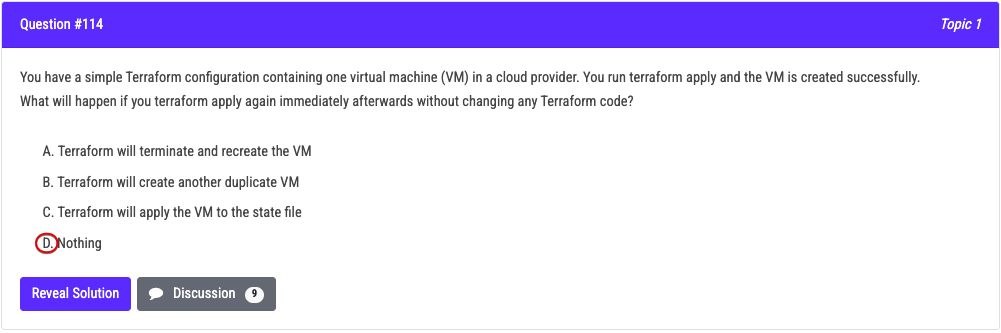 Question #114
Topic 1
You have a simple Terraform configuration containing one virtual machine (VM) in a cloud provider. You run terraform apply and the VM is created successfully.
What will happen if you terraform apply again immediately afterwards without changing any Terraform code?
A. Terraform will terminate and recreate the VM
B. Terraform will create another duplicate VM
C. Terraform will apply the VM to the state file
D. Nothing
Reveal Solution
Discussion 9